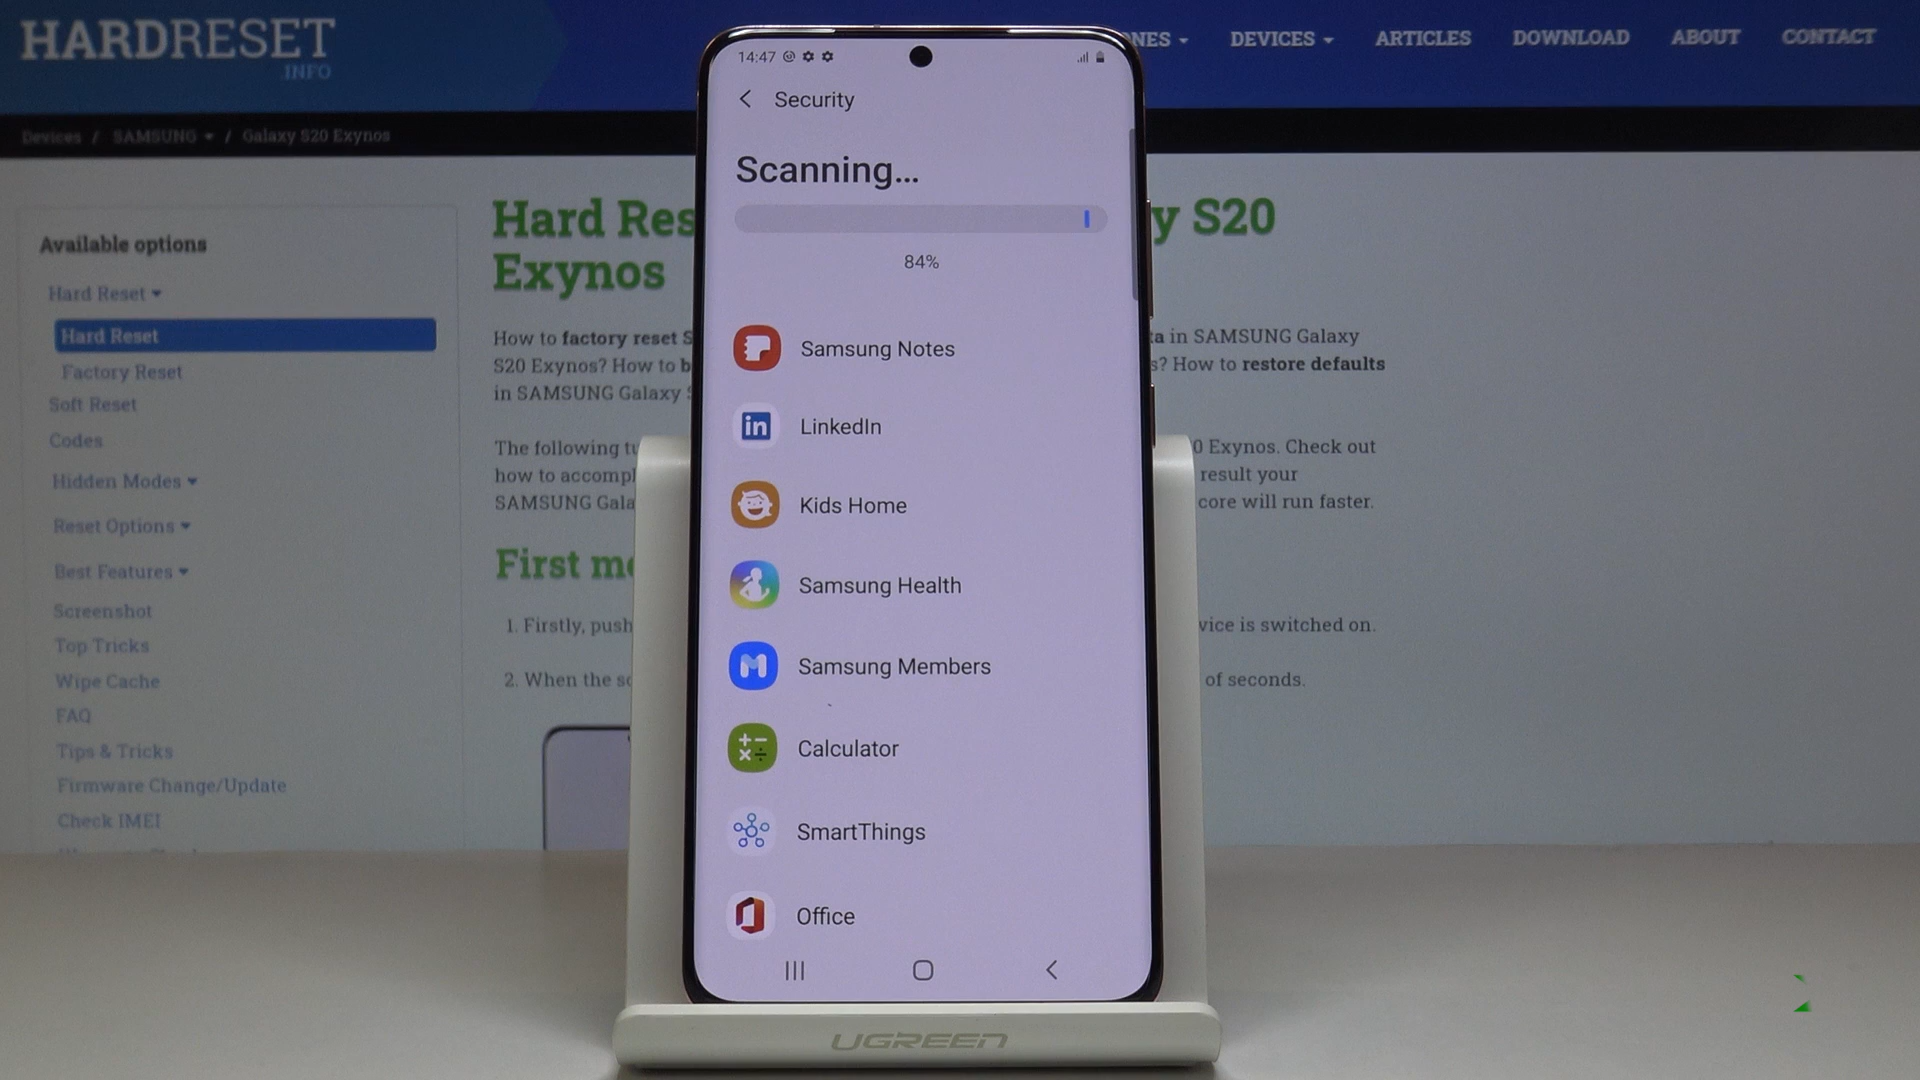 HARDRESET
.INFO
DEVICES
ARTICLES
DOWNLOAD
ABOUT
CONTACT
Devices / SAMSUNG / Galaxy S20 Exynos
Available options
Hard Reset
Hard Reset
Factory Reset
Soft Reset
Codes
Hidden Modes
Reset Options
Best Features
Screenshot
Top Tricks
Wipe Cache
FAQ
Tips & Tricks
Firmware Change/Update
Check IMEI
Hard Res
y S20
Exynos
How to factory reset S
ta in SAMSUNG Galaxy
S20 Exynos? How to b
s? How to restore defaults
in SAMSUNG Galaxy
The following tu
0 Exynos. Check out
how to accompl
result your
SAMSUNG Gala
core will run faster.
First me
1. Firstly, push
vice is switched on.
2. When the sc
of seconds.
14:47
Security
Scanning...
84%
Samsung Notes
LinkedIn
Kids Home
Samsung Health
Samsung Members
Calculator
SmartThings
Office
UGREEN